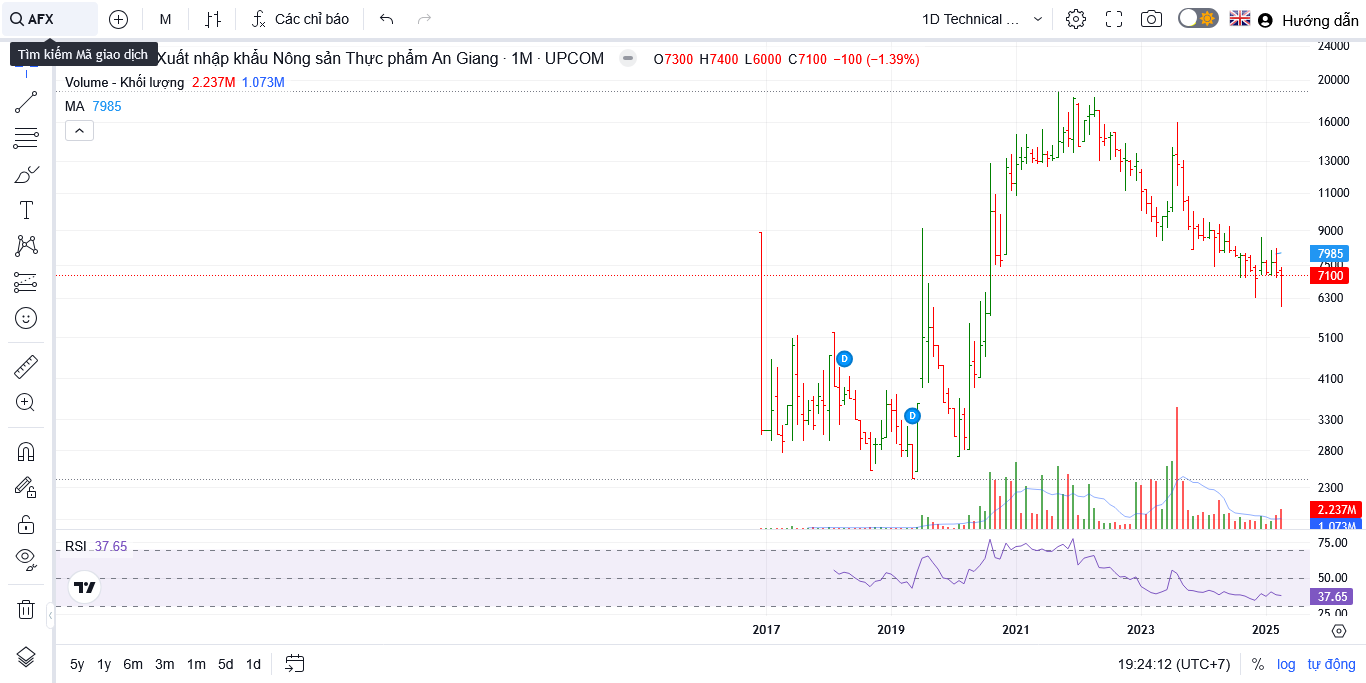 AFX
M
Các chỉ báo
1D Technical ...
Hướng dẫn
Tìm kiếm Mã giao dịch
Xuất nhập khẩu Nông sản Thực phẩm An Giang · 1M · UPCOM
O7300 H7400 L6000 C7100 −100 (−1.39%)
Volume - Khối lượng 2.237M 1.073M
MA 7985
24000
20000
16000
13000
11000
9000
7985
7500
7100
6300
5100
4100
3300
2800
2300
2.237M
1.073M
D
D
RSI 37.65
75.00
50.00
37.65
25.00
2017
2019
2021
2023
2025
5y 1y 6m 3m 1m 5d 1d
19:24:12 (UTC+7)
% log tự động